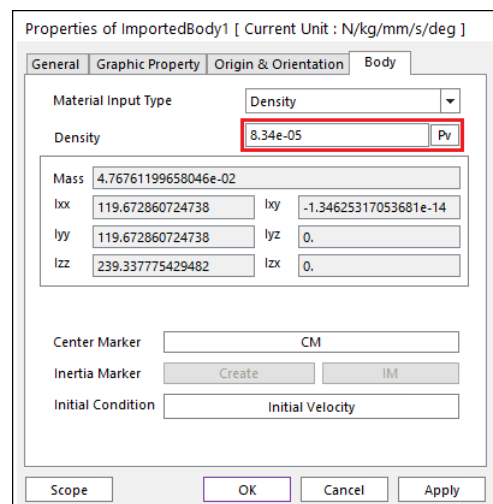 Properties of ImportedBody1 [ Current Unit : N/kg/mm/s/deg ]
General Graphic Property Origin & Orientation Body
Material Input Type Density
Density 8.34e-05 Pv
Mass 4.76761199658046e-02
Ixx 119.672860724738 Ixy -1.34625317053681e-14
Iyy 119.672860724738 Iyz 0.
Izz 239.337775429482 Izx 0.
Center Marker CM
Inertia Marker Create IM
Initial Condition Initial Velocity
Scope OK Cancel Apply